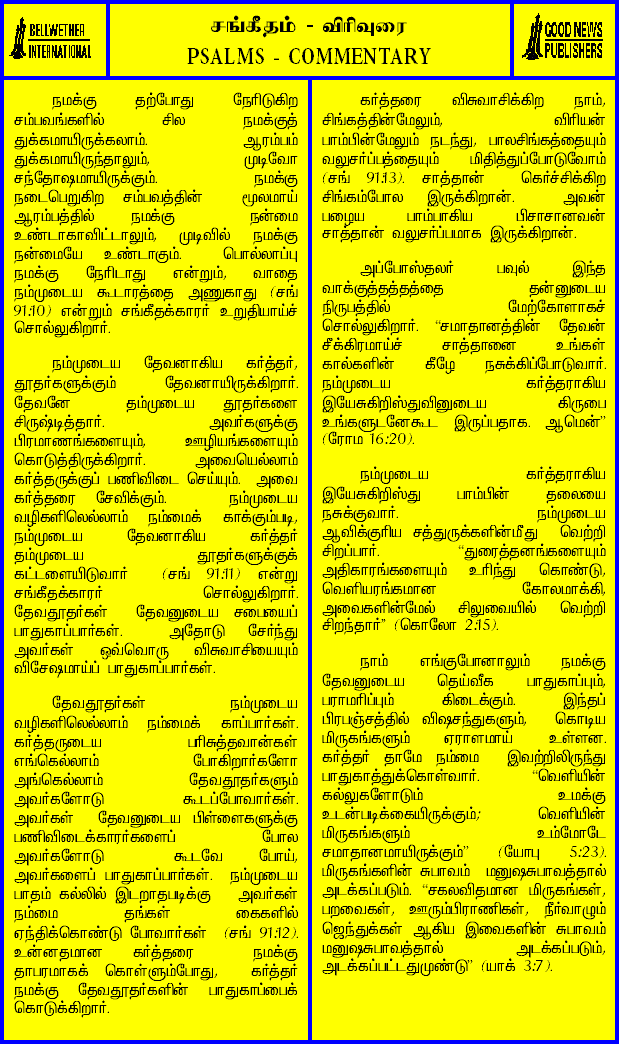 BELLWETHER
INTERNATIONAL
சங்கீதம் - விரிவுரை
PSALMS - COMMENTARY
GOOD NEWS
PUBLISHERS
நமக்கு தற்போது நேரிடுகிற
சம்பவங்களில் சில நமக்குத்
துக்கமாயிருக்கலாம். ஆரம்பம்
துக்கமாயிருந்தாலும், முடிவோ
சந்தோஷமாயிருக்கும். நமக்கு
நடைபெறுகிற சம்பவத்தின் மூலமாய்
ஆரம்பத்தில் நமக்கு நன்மை
உண்டாகாவிட்டாலும், முடிவில் நமக்கு
நன்மையே உண்டாகும். பொல்லாப்பு
நமக்கு நேரிடாது என்றும், வாதை
நம்முடைய கூடாரத்தை அணுகாது (சங்
91:10) என்றும் சங்கீதக்காரர் உறுதியாய்ச்
சொல்லுகிறார்.
நம்முடைய தேவனாகிய கர்த்தர்,
தூதர்களுக்கும் தேவனாயிருக்கிறார்.
தேவனே தம்முடைய தூதர்களை
சிருஷ்டித்தார். அவர்களுக்கு
பிரமாணங்களையும், ஊழியங்களையும்
கொடுத்திருக்கிறார். அவையெல்லாம்
கர்த்தருக்குப் பணிவிடை செய்யும். அவை
கர்த்தரை சேவிக்கும். நம்முடைய
வழிகளிலெல்லாம் நம்மைக் காக்கும்படி,
நம்முடைய தேவனாகிய கர்த்தர்
தம்முடைய தூதர்களுக்குக்
கட்டளையிடுவார் (சங் 91:11) என்று
சங்கீதக்காரர் சொல்லுகிறார்.
தேவதூதர்கள் தேவனுடைய சபையைப்
பாதுகாப்பார்கள். அதோடு சேர்ந்து
அவர்கள் ஒவ்வொரு விசுவாசியையும்
விசேஷமாய்ப் பாதுகாப்பார்கள்.
தேவதூதர்கள் நம்முடைய
வழிகளிலெல்லாம் நம்மைக் காப்பார்கள்.
கர்த்தருடைய பரிசுத்தவான்கள்
எங்கெல்லாம் போகிறார்களோ
அங்கெல்லாம் தேவதூதர்களும்
அவர்களோடு கூடப்போவார்கள்.
அவர்கள் தேவனுடைய பிள்ளைகளுக்கு
பணிவிடைக்காரர்களைப் போல
அவர்களோடு கூடவே போய்,
அவர்களைப் பாதுகாப்பார்கள். நம்முடைய
பாதம் கல்லில் இடறாதபடிக்கு அவர்கள்
நம்மை தங்கள் கைகளில்
ஏந்திக்கொண்டு போவார்கள் (சங் 91:12).
உன்னதமான கர்த்தரை நமக்கு
தாபரமாகக் கொள்ளும்போது, கர்த்தர்
நமக்கு தேவதூதர்களின் பாதுகாப்பைக்
கொடுக்கிறார்.
கர்த்தரை விசுவாசிக்கிற நாம்,
சிங்கத்தின்மேலும், விரியன்
பாம்பின்மேலும் நடந்து, பாலசிங்கத்தையும்
வலுசர்ப்பத்தையும் மிதித்துப்போடுவோம்
(சங் 91:13). சாத்தான் கெர்ச்சிக்கிற
சிங்கம்போல இருக்கிறான். அவன்
பழைய பாம்பாகிய பிசாசானவன்
சாத்தான் வலுசர்ப்பமாக இருக்கிறான்.
அப்போஸ்தலர் பவுல் இந்த
வாக்குத்தத்தத்தை தன்னுடைய
நிருபத்தில் மேற்கோளாகச்
சொல்லுகிறார். “சமாதானத்தின் தேவன்
சீக்கிரமாய்ச் சாத்தானை உங்கள்
கால்களின் கீழே நசுக்கிப்போடுவார்.
நம்முடைய கர்த்தராகிய
இயேசுகிறிஸ்துவினுடைய கிருபை
உங்களுடனேகூட இருப்பதாக. ஆமென்”
(ரோம 16:20).
நம்முடைய கர்த்தராகிய
இயேசுகிறிஸ்து பாம்பின் தலையை
நசுக்குவார். நம்முடைய
ஆவிக்குரிய சத்துருக்களின்மீது வெற்றி
சிறப்பார். “துரைத்தனங்களையும்
அதிகாரங்களையும் உரிந்து கொண்டு,
வெளியரங்கமான கோலமாக்கி,
அவைகளின்மேல் சிலுவையில் வெற்றி
சிறந்தார்” (கொலோ 2:15).
நாம் எங்குபோனாலும் நமக்கு
தேவனுடைய தெய்வீக பாதுகாப்பும்,
பராமரிப்பும் கிடைக்கும். இந்தப்
பிரபஞ்சத்தில் விஷசந்துகளும், கொடிய
மிருகங்களும் ஏராளமாய் உள்ளன.
கர்த்தர் தாமே நம்மை இவற்றிலிருந்து
பாதுகாத்துக்கொள்வார். “வெளியின்
கல்லுகளோடும் உமக்கு
உடன்படிக்கையிருக்கும்; வெளியின்
மிருகங்களும் உம்மோடே
சமாதானமாயிருக்கும்” (யோபு 5:23).
மிருகங்களின் சுபாவம் மனுஷசுபாவத்தால்
அடக்கப்படும். “சகலவிதமான மிருகங்கள்,
பறவைகள், ஊரும்பிராணிகள், நீர்வாழும்
ஜெந்துக்கள் ஆகிய இவைகளின் சுபாவம்
மனுஷசுபாவத்தால் அடக்கப்படும்,
அடக்கப்பட்டதுமுண்டு” (யாக் 3:7).